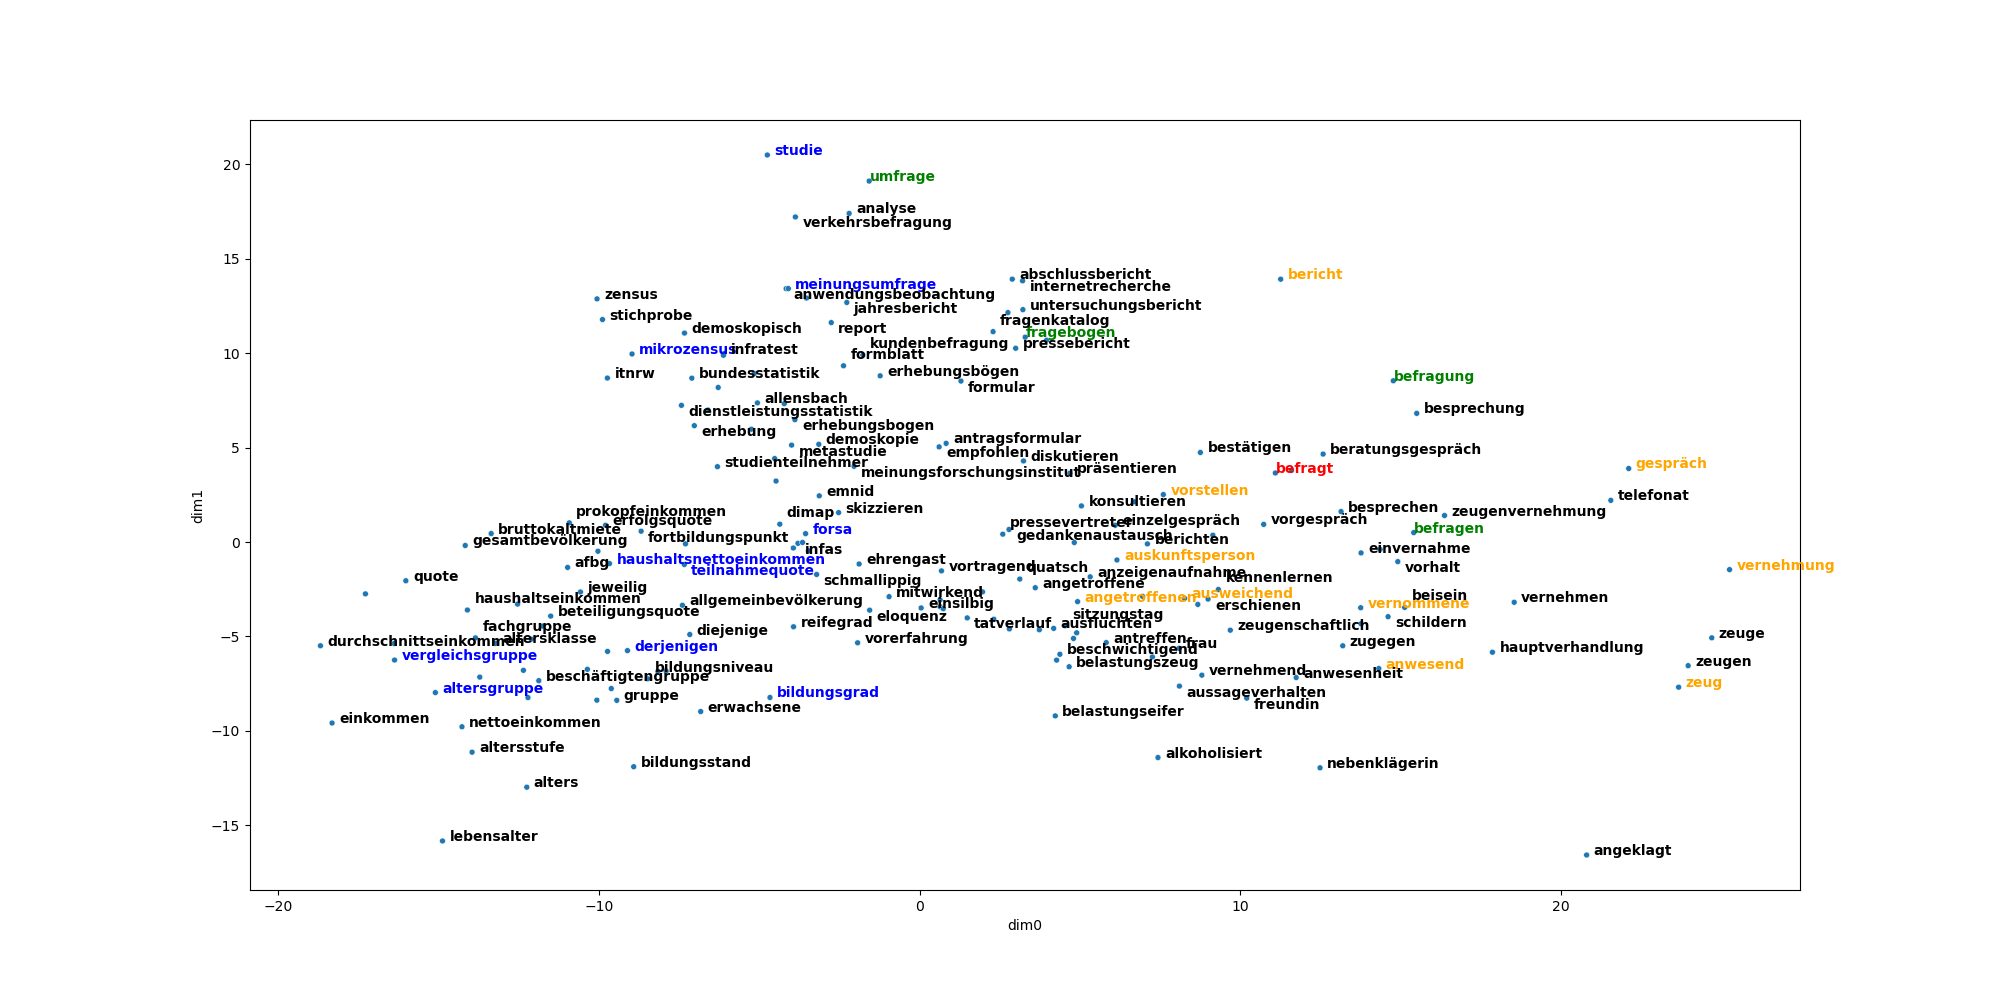 studie
umfrage
analyse
verkehrsbefragung
abschlussbericht
bericht
internetrecherche
meinungsumfrage
zensus
anwendungsbeobachtung
jahresbericht
untersuchungsbericht
stichprobe
fragenkatalog
demoskopisch
report
fragebogen
kundenbefragung
pressebericht
mikrozensus
infratest
formblatt
itnrw
bundesstatistik
erhebungsbögen
befragung
formular
allensbach
dienstleistungsstatistik
besprechung
erhebungsbogen
erhebung
demoskopie
antragsformular
metastudie
empfohlen
bestätigen
beratungsgespräch
diskutieren
studienteilnehmer
meinungsforschungsinstitut
präsentieren
befragt
gespräch
emnid
vorstellen
telefonat
konsultieren
prokopfeinkommen
dimap
skizzieren
besprechen
zeugenvernehmung
erfolgsquote
pressevertreter
einzelgespräch
vorgespräch
bruttokaltmiete
forsa
befragen
gesamtbevölkerung
fortbildungspunkt
gedankenaustausch
berichten
infas
einvernahme
afbg
haushaltsnettoeinkommen
ehrengast
auskunftsperson
teilnahmequote
vortragend
quatsch
vorhalt
vernehmung
quote
schmallippig
anzeigenaufnahme
kennenlernen
jeweilig
angetroffene
haushaltseinkommen
allgemeinbevölkerung
mitwirkend
einsilbig
angetroffenen
ausweichend
erschienen
vernommene
beisein
vernehmen
beteiligungsquote
eloquenz
sitzungstag
fachgruppe
reifegrad
tatverlauf
ausflüchten
zeugenschaftlich
schildern
diejenige
durchschnittseinkommen
altersklasse
derjenigen
vorerfahrung
antreffen
frau
zugegen
hauptverhandlung
zeuge
vergleichsgruppe
beschwichtigend
bildungsniveau
belastungszeug
anwesend
zeugen
beschäftigtengruppe
vernehmend
anwesenheit
altersgruppe
gruppe
bildungsgrad
aussageverhalten
zeug
erwachsene
freundin
einkommen
nettoeinkommen
belastungseifer
altersstufe
alkoholisiert
bildungsstand
nebenklägerin
alters
lebensalter
angeklagt
20
15
10
5
0
−5
−10
−15
dim1
−20
−10
0
10
20
dim0